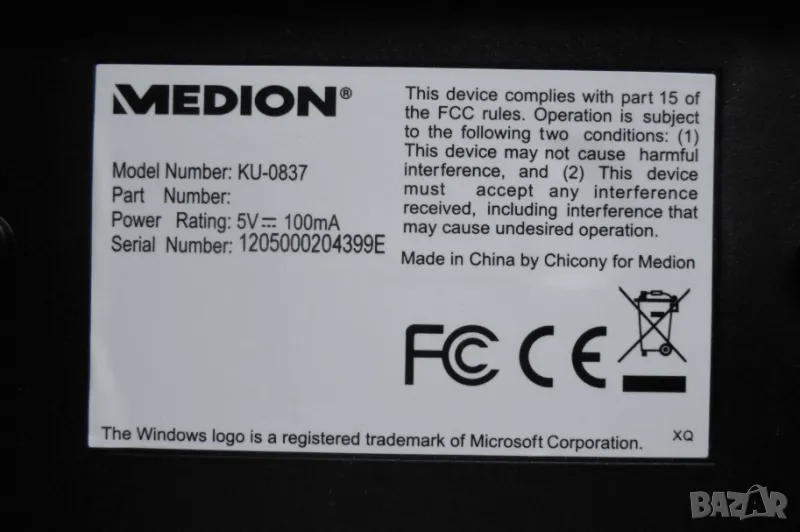 MEDION®
Model Number: KU-0837
Part Number:
Power Rating: 5V⎓ 100mA
Serial Number: 1205000204399E
This device complies with part 15 of
the FCC rules. Operation is subject
to the following two conditions: (1)
This device may not cause harmful
interference, and (2) This device
must accept any interference
received, including interference that
may cause undesired operation.
Made in China by Chicony for Medion
FC CE
The Windows logo is a registered trademark of Microsoft Corporation.
XQ
BAZAR